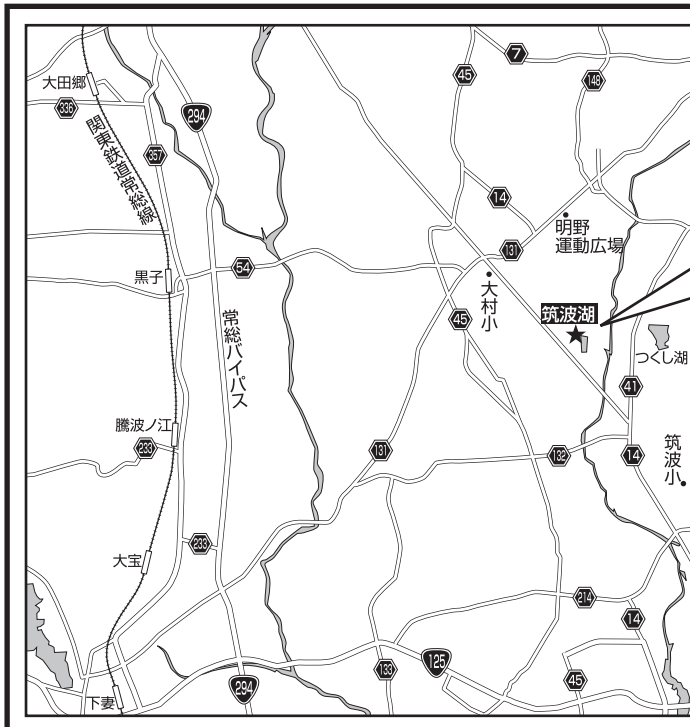 7
45
148
大田郷
336
294
関東鉄道常総線
357
14
明野
運動広場
131
54
黒子
大村小
筑波湖
常総バイパス
45
つくし湖
41
騰波ノ江
233
131
132
14
筑波小
233
大宝
214
14
125
133
45
294
下妻